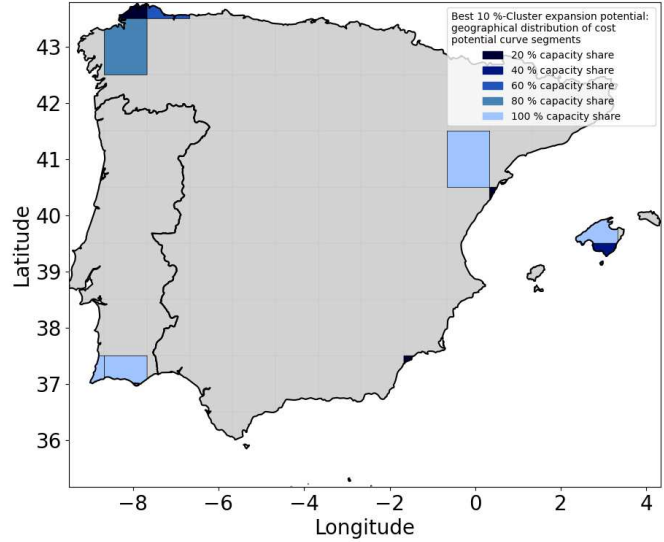 Best 10 %-Cluster expansion potential:
geographical distribution of cost
potential curve segments
20 % capacity share
40 % capacity share
60 % capacity share
80 % capacity share
100 % capacity share
43
42
41
40
39
38
37
36
Latitude
−8
−6
−4
−2
0
2
4
Longitude